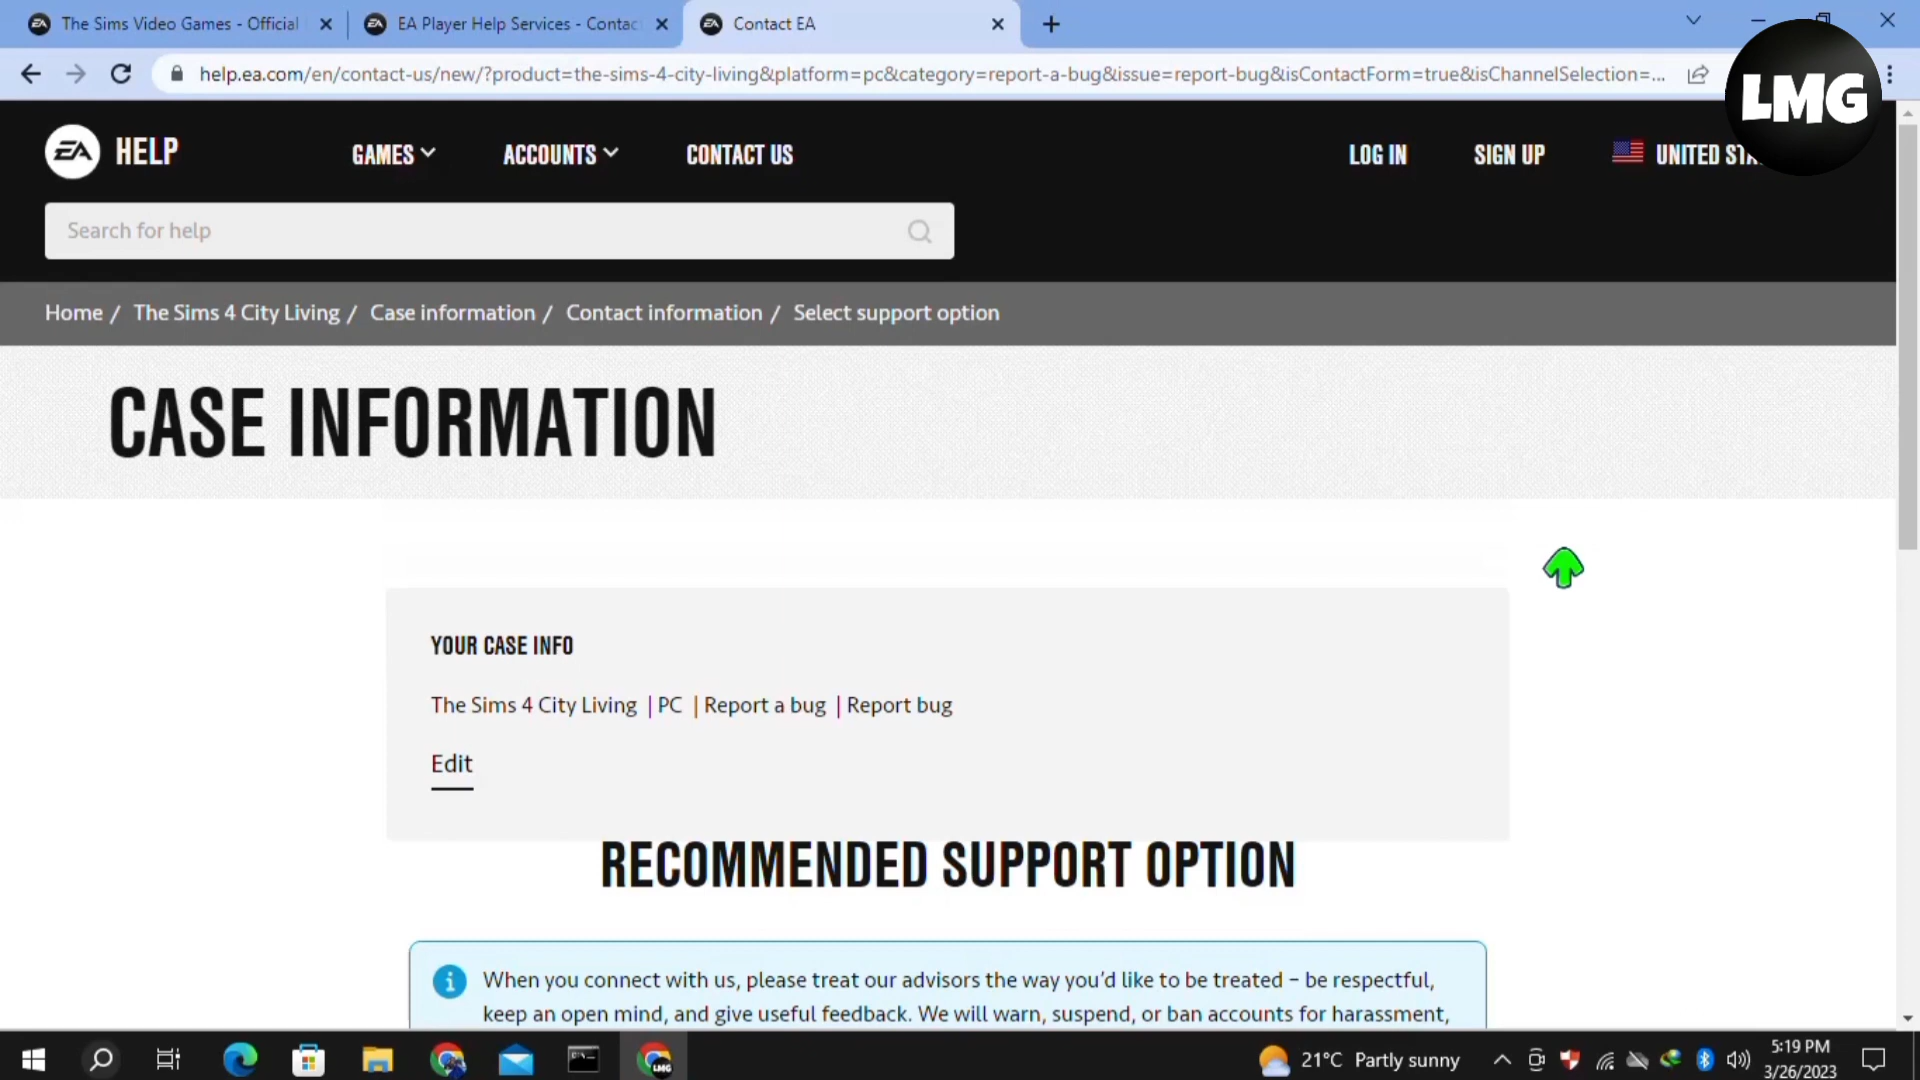 The Sims Video Games - Official
EA Player Help Services - Contac
Contact EA
help.ea.com/en/contact-us/new/?product=the-sims-4-city-living&platform=pc&category=report-a-bug&issue=report-bug&isContactForm=true&isChannelSelection=...
LMG
EA HELP
GAMES
ACCOUNTS
CONTACT US
LOG IN
SIGN UP
UNITED STA
Search for help
Home / The Sims 4 City Living / Case information / Contact information / Select support option
CASE INFORMATION
YOUR CASE INFO
The Sims 4 City Living | PC | Report a bug | Report bug
Edit
RECOMMENDED SUPPORT OPTION
When you connect with us, please treat our advisors the way you'd like to be treated – be respectful,
keep an open mind, and give useful feedback. We will warn, suspend, or ban accounts for harassment,
LMG
21°C Partly sunny
5:19 PM
3/26/2023